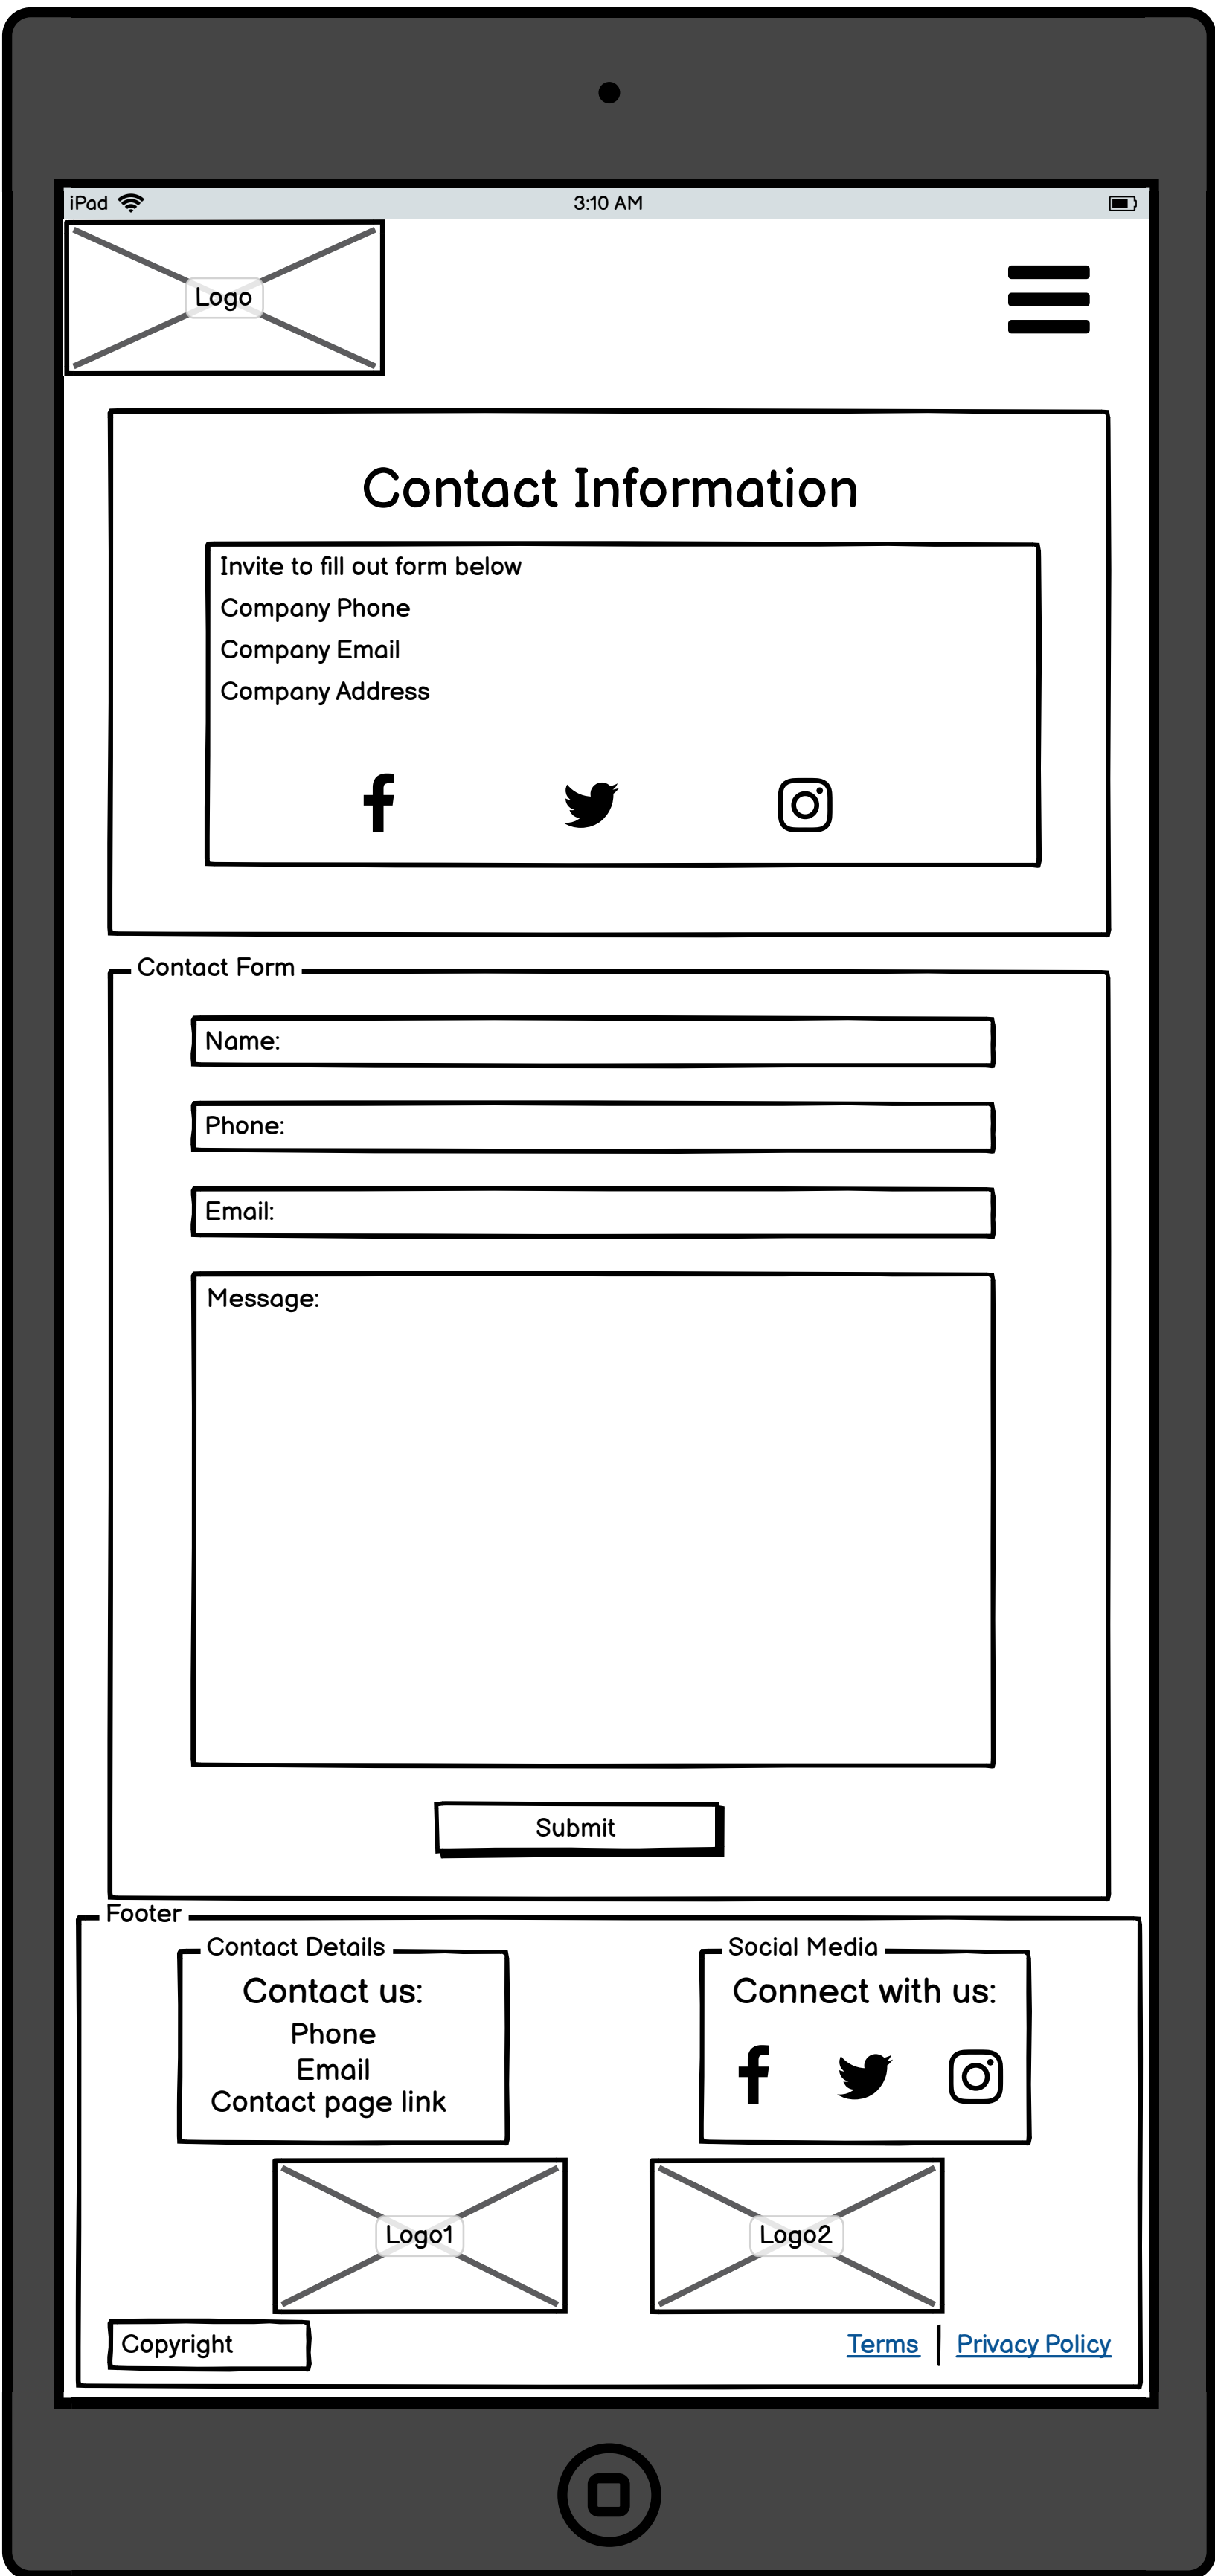 iPad 3:10 AM
Logo
Contact Information
Invite to fill out form below
Company Phone
Company Email
Company Address
Contact Form
Name:
Phone:
Email:
Message:
Submit
Footer
Contact Details
Contact us:
Phone
Email
Contact page link
Social Media
Connect with us:
Logo1
Logo2
Copyright
Terms | Privacy Policy